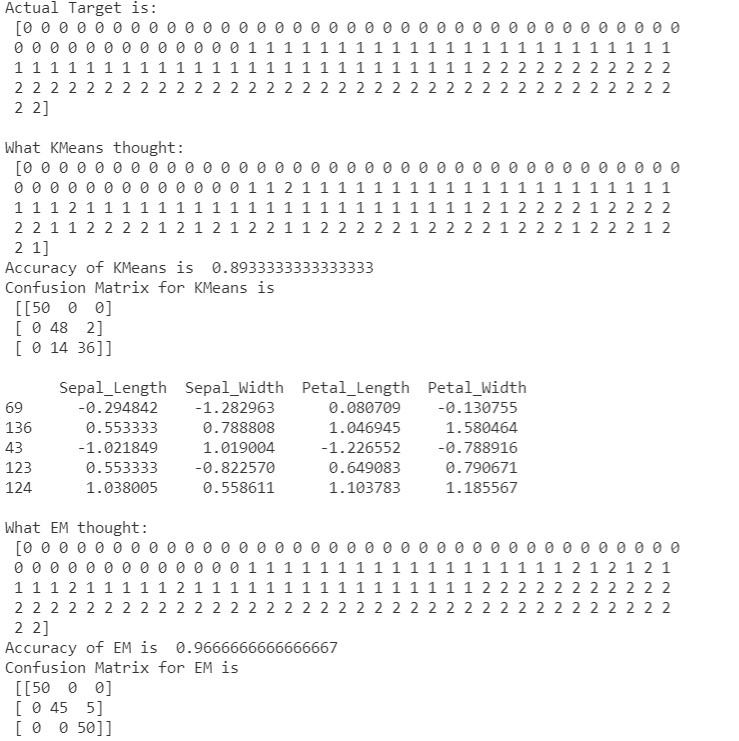 Actual Target is:
[0 0 0 0 0 0 0 0 0 0 0 0 0 0 0 0 0 0 0 0 0 0 0 0 0 0 0 0 0 0 0 0 0 0 0 0 0
0 0 0 0 0 0 0 0 0 0 0 0 0 1 1 1 1 1 1 1 1 1 1 1 1 1 1 1 1 1 1 1 1 1 1 1 1
1 1 1 1 1 1 1 1 1 1 1 1 1 1 1 1 1 1 1 1 1 1 1 1 1 1 2 2 2 2 2 2 2 2 2 2 2
2 2 2 2 2 2 2 2 2 2 2 2 2 2 2 2 2 2 2 2 2 2 2 2 2 2 2 2 2 2 2 2 2 2 2 2 2
2 2]
What KMeans thought:
[0 0 0 0 0 0 0 0 0 0 0 0 0 0 0 0 0 0 0 0 0 0 0 0 0 0 0 0 0 0 0 0 0 0 0 0 0
0 0 0 0 0 0 0 0 0 0 0 0 0 1 1 2 1 1 1 1 1 1 1 1 1 1 1 1 1 1 1 1 1 1 1 1 1
1 1 1 2 1 1 1 1 1 1 1 1 1 1 1 1 1 1 1 1 1 1 1 1 1 1 2 1 2 2 2 2 1 2 2 2 2
2 2 1 1 2 2 2 2 1 2 1 2 1 2 2 1 1 2 2 2 2 2 1 2 2 2 2 1 2 2 2 1 2 2 2 1 2
2 1]
Accuracy of KMeans is  0.8933333333333333
Confusion Matrix for KMeans is
[[50  0  0]
[ 0 48  2]
[ 0 14 36]]
Sepal_Length  Sepal_Width  Petal_Length  Petal_Width
69  -0.294842  -1.282963  0.080709  -0.130755
136  0.553333  0.788808  1.046945  1.580464
43  -1.021849  1.019004  -1.226552  -0.788916
123  0.553333  -0.822570  0.649083  0.790671
124  1.038005  0.558611  1.103783  1.185567
What EM thought:
[0 0 0 0 0 0 0 0 0 0 0 0 0 0 0 0 0 0 0 0 0 0 0 0 0 0 0 0 0 0 0 0 0 0 0 0 0
0 0 0 0 0 0 0 0 0 0 0 0 0 1 1 1 1 1 1 1 1 1 1 1 1 1 1 1 1 1 1 2 1 2 1 2 1
1 1 1 2 1 1 1 1 1 2 1 1 1 1 1 1 1 1 1 1 1 1 1 1 1 1 2 2 2 2 2 2 2 2 2 2 2
2 2 2 2 2 2 2 2 2 2 2 2 2 2 2 2 2 2 2 2 2 2 2 2 2 2 2 2 2 2 2 2 2 2 2 2 2
2 2]
Accuracy of EM is  0.9666666666666667
Confusion Matrix for EM is
[[50  0  0]
[ 0 45  5]
[ 0  0 50]]